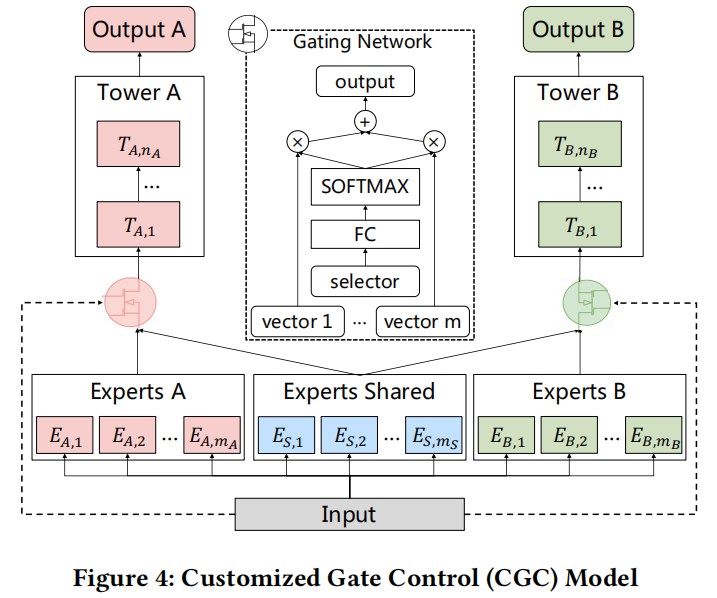 Output A
Gating Network
Output B
Tower A
output
Tower B
+
T_{A,n_A}
×
×
T_{B,n_B}
...
SOFTMAX
...
T_{A,1}
FC
T_{B,1}
selector
vector 1 ... vector m
Experts A
Experts Shared
Experts B
E_{A,1} E_{A,2} ... E_{A,m_A}
E_{S,1} E_{S,2} ... E_{S,m_S}
E_{B,1} E_{B,2} ... E_{B,m_B}
Input
Figure 4: Customized Gate Control (CGC) Model